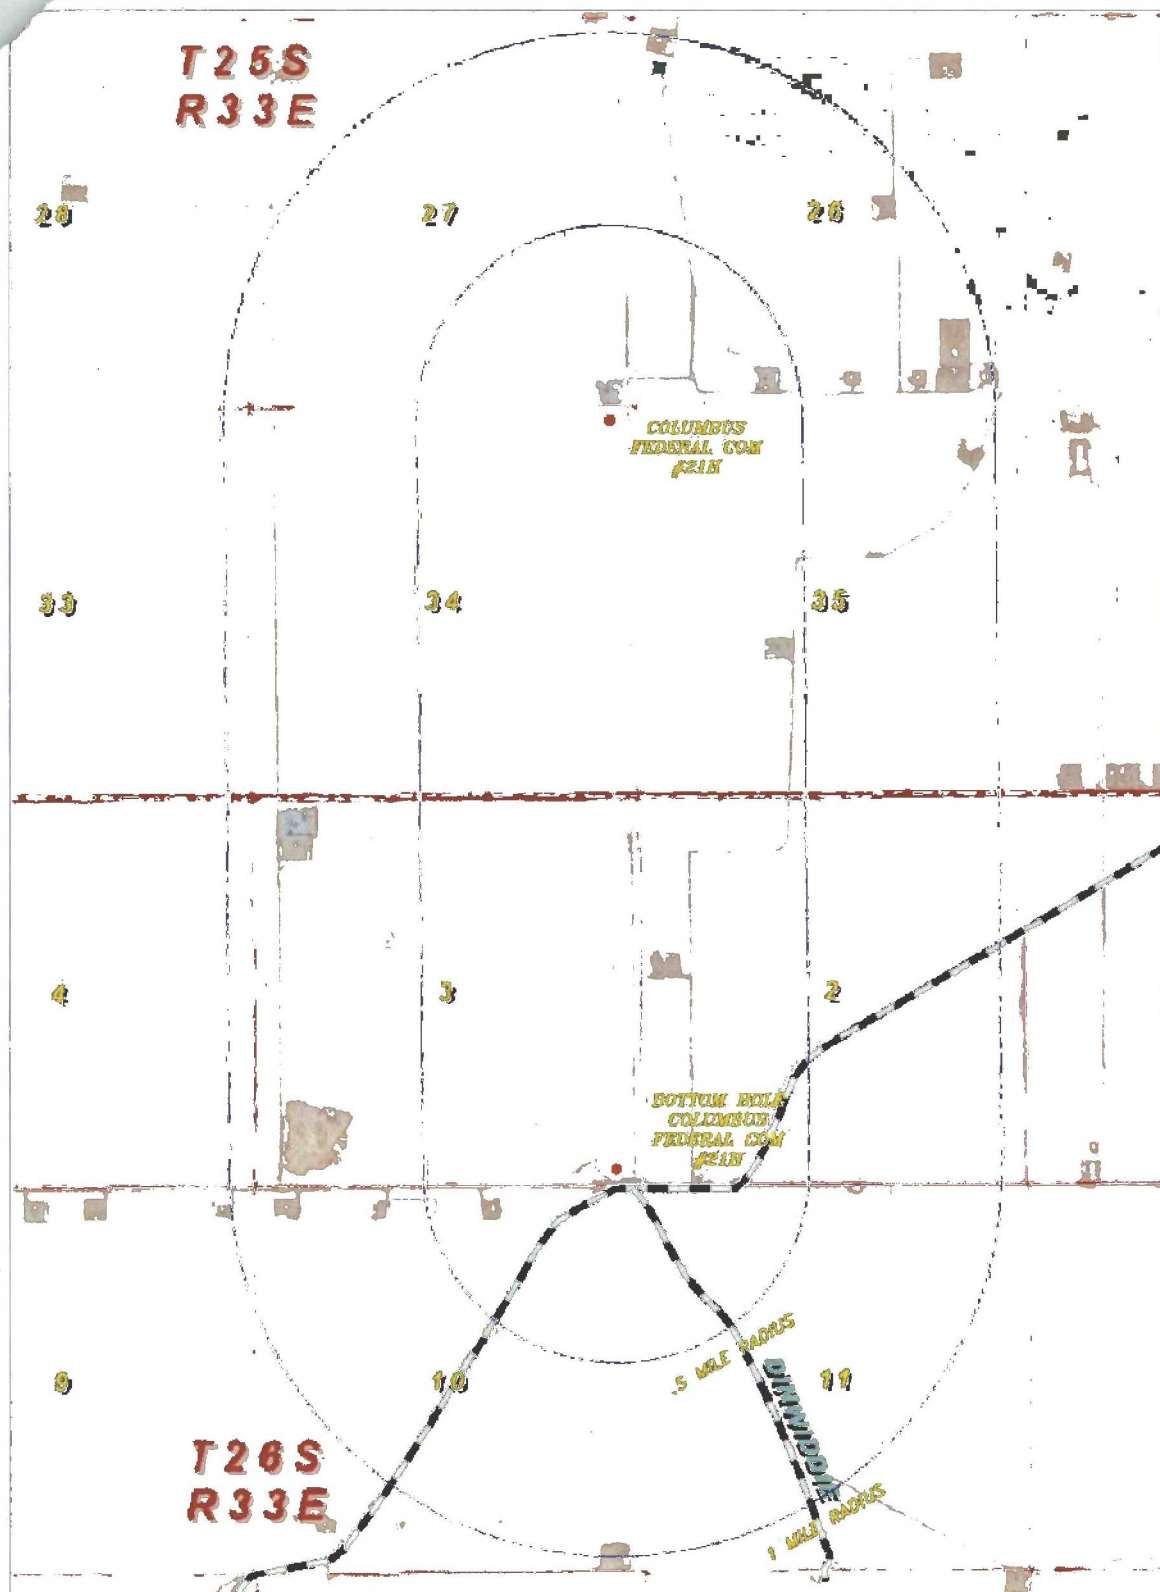 T25S
R33E
28
27
26
COLUMBUS
FEDERAL COM
#21H
33
34
35
4
3
2
BOTTOM HOLE
COLUMBUS
FEDERAL COM
#21H
.5 MILE RADIUS
9
10
11
DINWIDDIE
T26S
R33E
1 MILE RADIUS